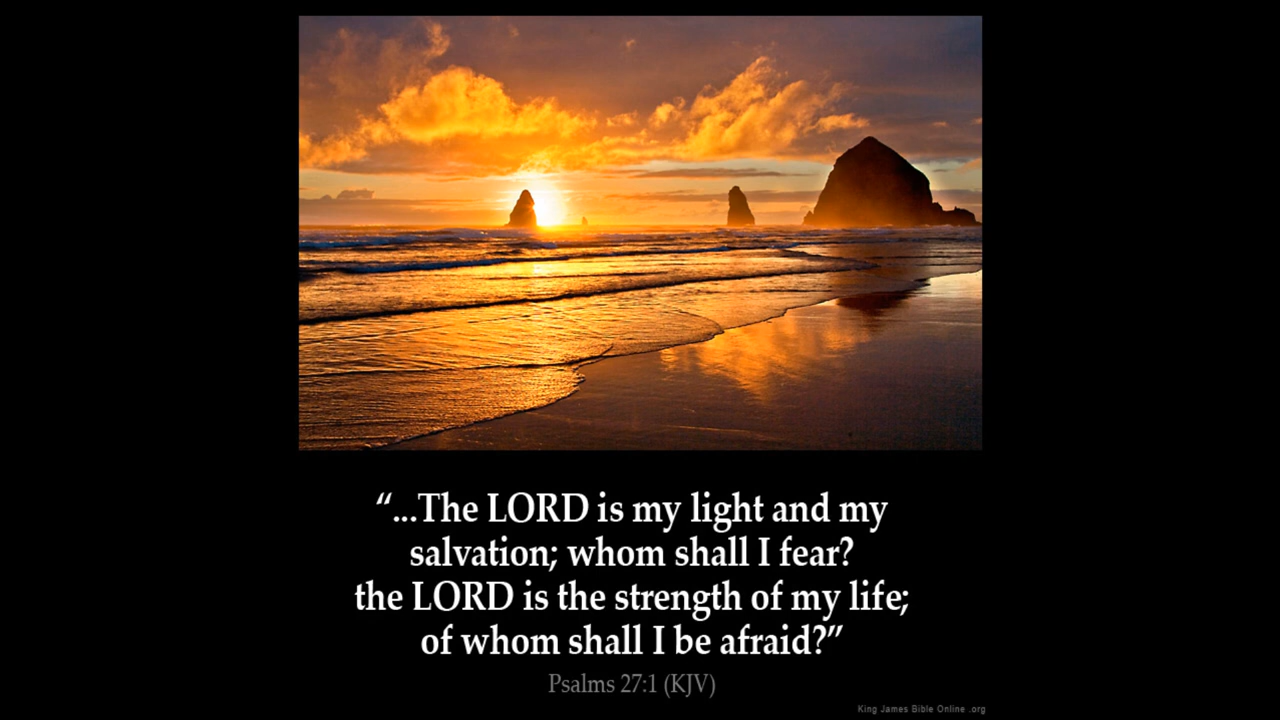 “...The LORD is my light and my
salvation; whom shall I fear?
the LORD is the strength of my life;
of whom shall I be afraid?”
Psalms 27:1 (KJV)
King James Bible Online .org